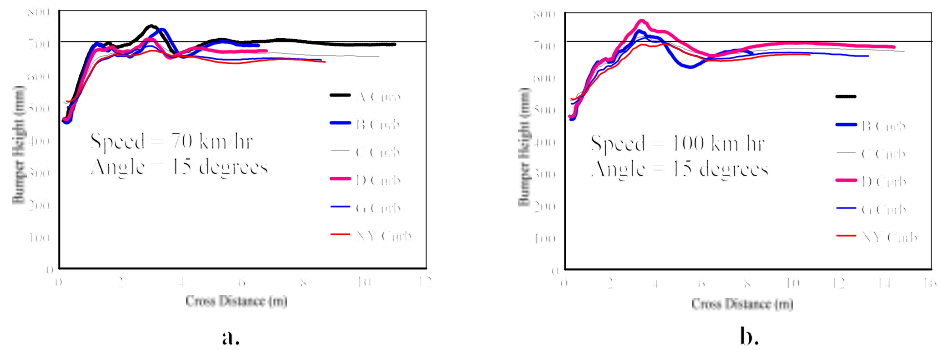 800
700
600
500
400
300
200
100
0
Bumper Height (mm)
A Curb
B Curb
C Curb
D Curb
G Curb
NY Curb
Speed = 70 km hr
Angle = 15 degrees
0 2 4 6 8 10 12
Cross Distance (m)
a.
800
700
600
500
400
300
200
100
0
Bumper Height (mm)
B Curb
C Curb
D Curb
G Curb
NY Curb
Speed = 100 km hr
Angle = 15 degrees
0 2 4 6 8 10 12 14 16
Cross Distance (m)
b.